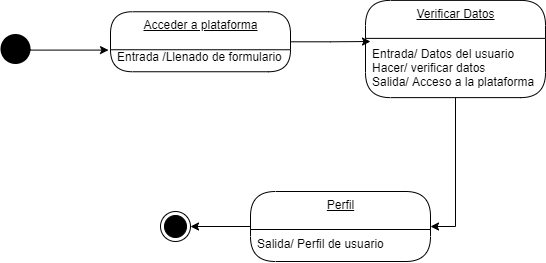 Acceder a plataforma
Entrada /Llenado de formulario
Verificar Datos
Entrada/ Datos del usuario
Hacer/ verificar datos
Salida/ Acceso a la plataforma
Perfil
Salida/ Perfil de usuario